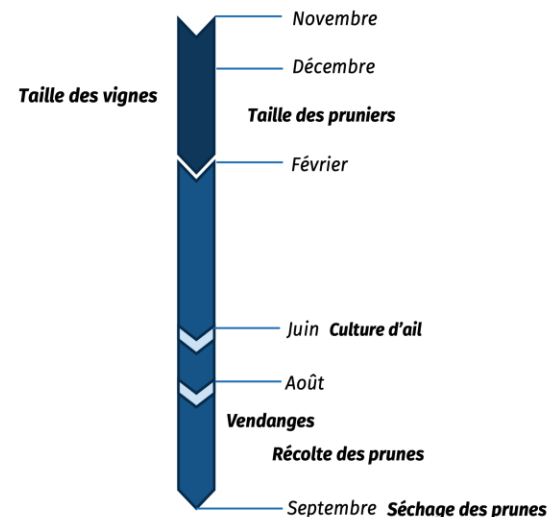 Novembre
Décembre
Taille des vignes
Taille des pruniers
Février
Juin Culture d'ail
Août
Vendanges
Récolte des prunes
Septembre Séchage des prunes